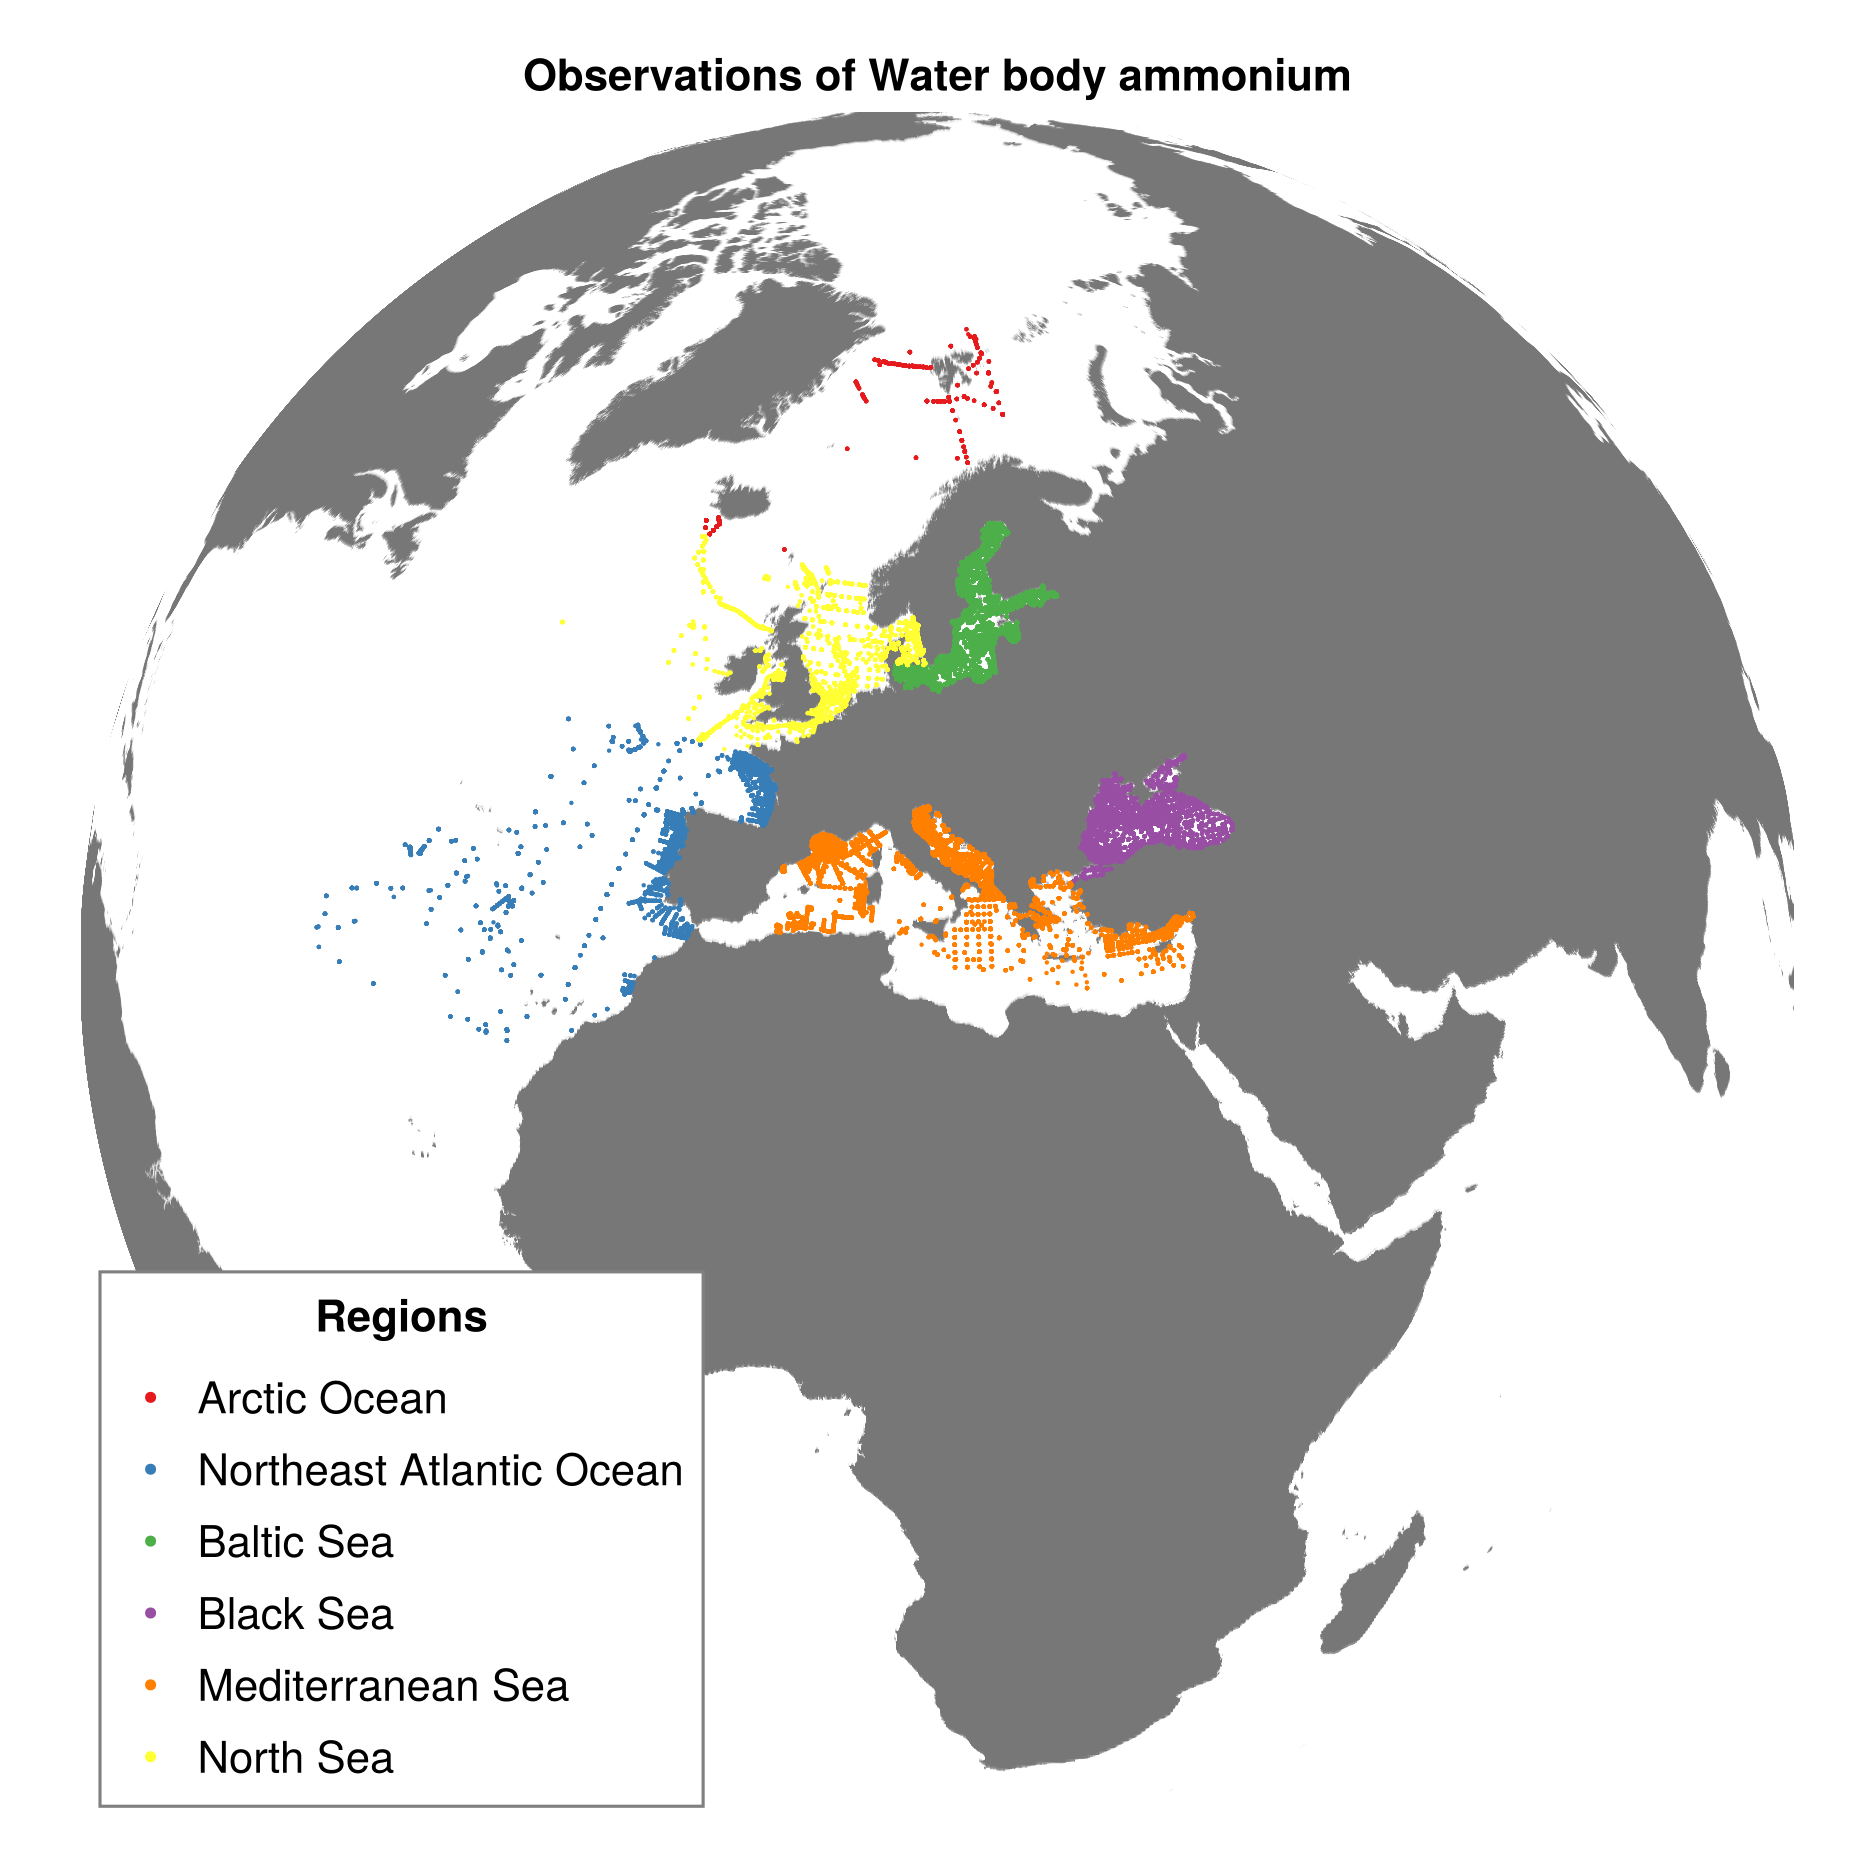 Observations of Water body ammonium
Regions
Arctic Ocean
Northeast Atlantic Ocean
Baltic Sea
Black Sea
Mediterranean Sea
North Sea